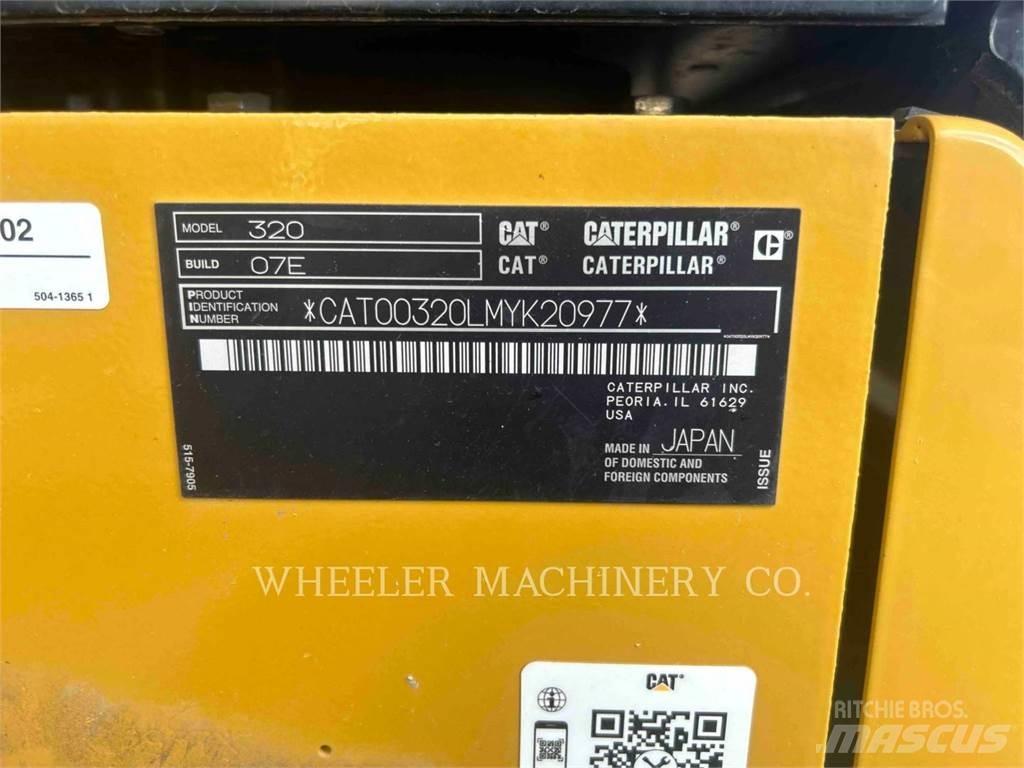 02
504-1365 1
MODEL 320
BUILD 07E
CAT® CATERPILLAR®
CAT® CATERPILLAR®
C®
PRODUCT
IDENTIFICATION
NUMBER
*CAT00320LMYK20977*
CATERPILLAR INC.
PEORIA, IL 61629
USA
MADE IN JAPAN
OF DOMESTIC AND
FOREIGN COMPONENTS
515-7905
ISSUE
WHEELER MACHINERY CO.
CAT®
RITCHIE BROS.
MASCUS